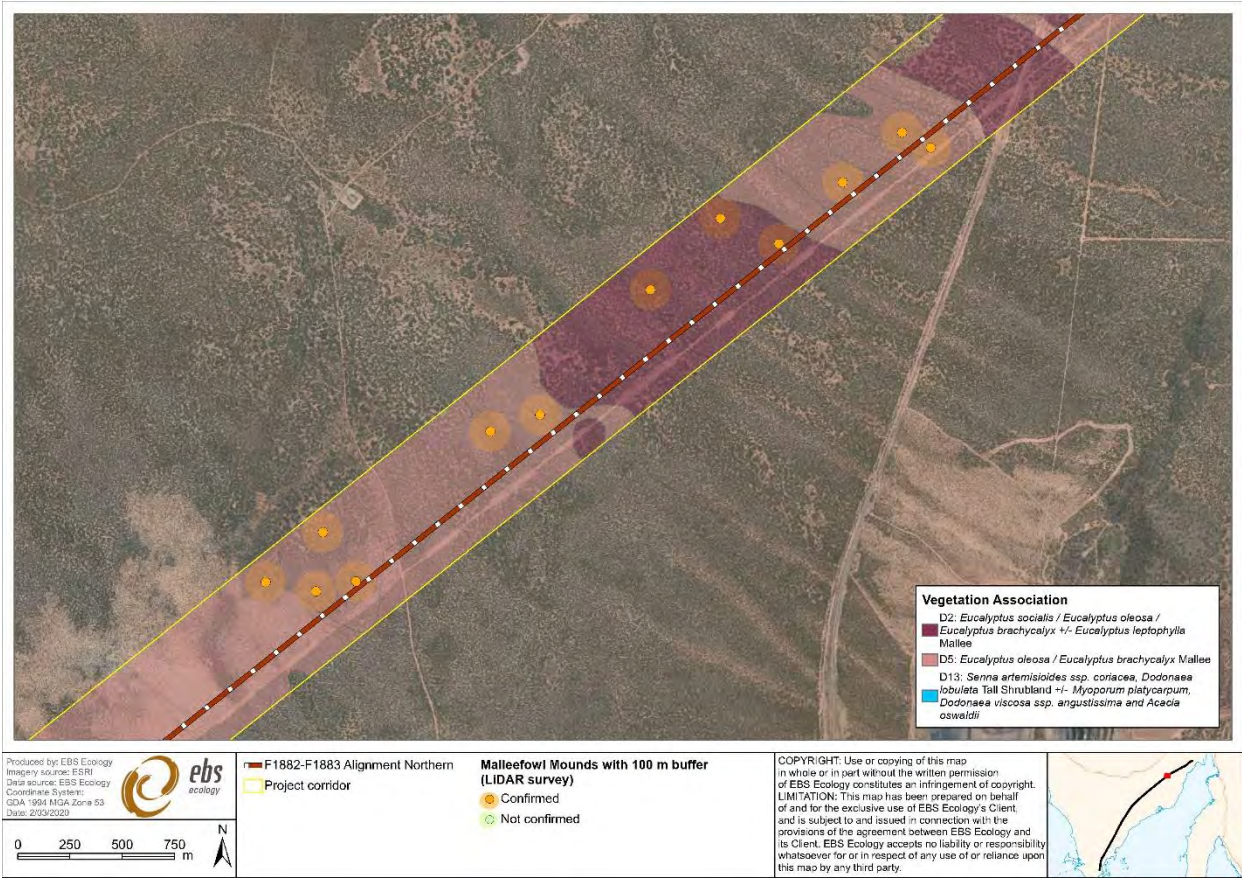 Vegetation Association
D2: Eucalyptus socialis / Eucalyptus oleosa /
Eucalyptus brachycalyx +/- Eucalyptus leptophylla
Mallee
D5: Eucalyptus oleosa / Eucalyptus brachycalyx Mallee
D13: Senna artemisioides ssp. coriacea, Dodonaea
lobulata Tall Shrubland +/- Myoporum platycarpum,
Dodonaea viscosa ssp. angustissima and Acacia
oswaldii
Produced by: EBS Ecology
Imagery source: ESRI
Data source: EBS Ecology
Coordinate System:
GDA 1994 MGA Zone 53
Date: 2/03/2020
ebs
ecology
0 250 500 750
m
N
F1882-F1883 Alignment Northern
Project corridor
Malleefowl Mounds with 100 m buffer
(LiDAR survey)
Confirmed
Not confirmed
COPYRIGHT: Use or copying of this map
in whole or in part without the written permission
of EBS Ecology constitutes an infringement of copyright.
LIMITATION: This map has been prepared on behalf
of and for the exclusive use of EBS Ecology's Client,
and is subject to and issued in connection with the
provisions of the agreement between EBS Ecology and
its Client. EBS Ecology accepts no liability or responsibility
whatsoever for or in respect of any use of or reliance upon
this map by any third party.